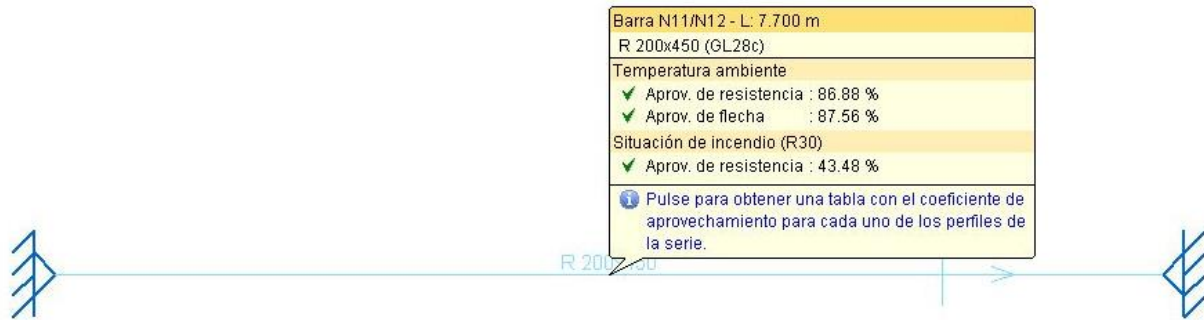 Barra N11/N12 - L: 7.700 m
R 200x450 (GL28c)
Temperatura ambiente
Aprov. de resistencia : 86.88 %
Aprov. de flecha : 87.56 %
Situación de incendio (R30)
Aprov. de resistencia : 43.48 %
Pulse para obtener una tabla con el coeficiente de
aprovechamiento para cada uno de los perfiles de
la serie.
R 200x450